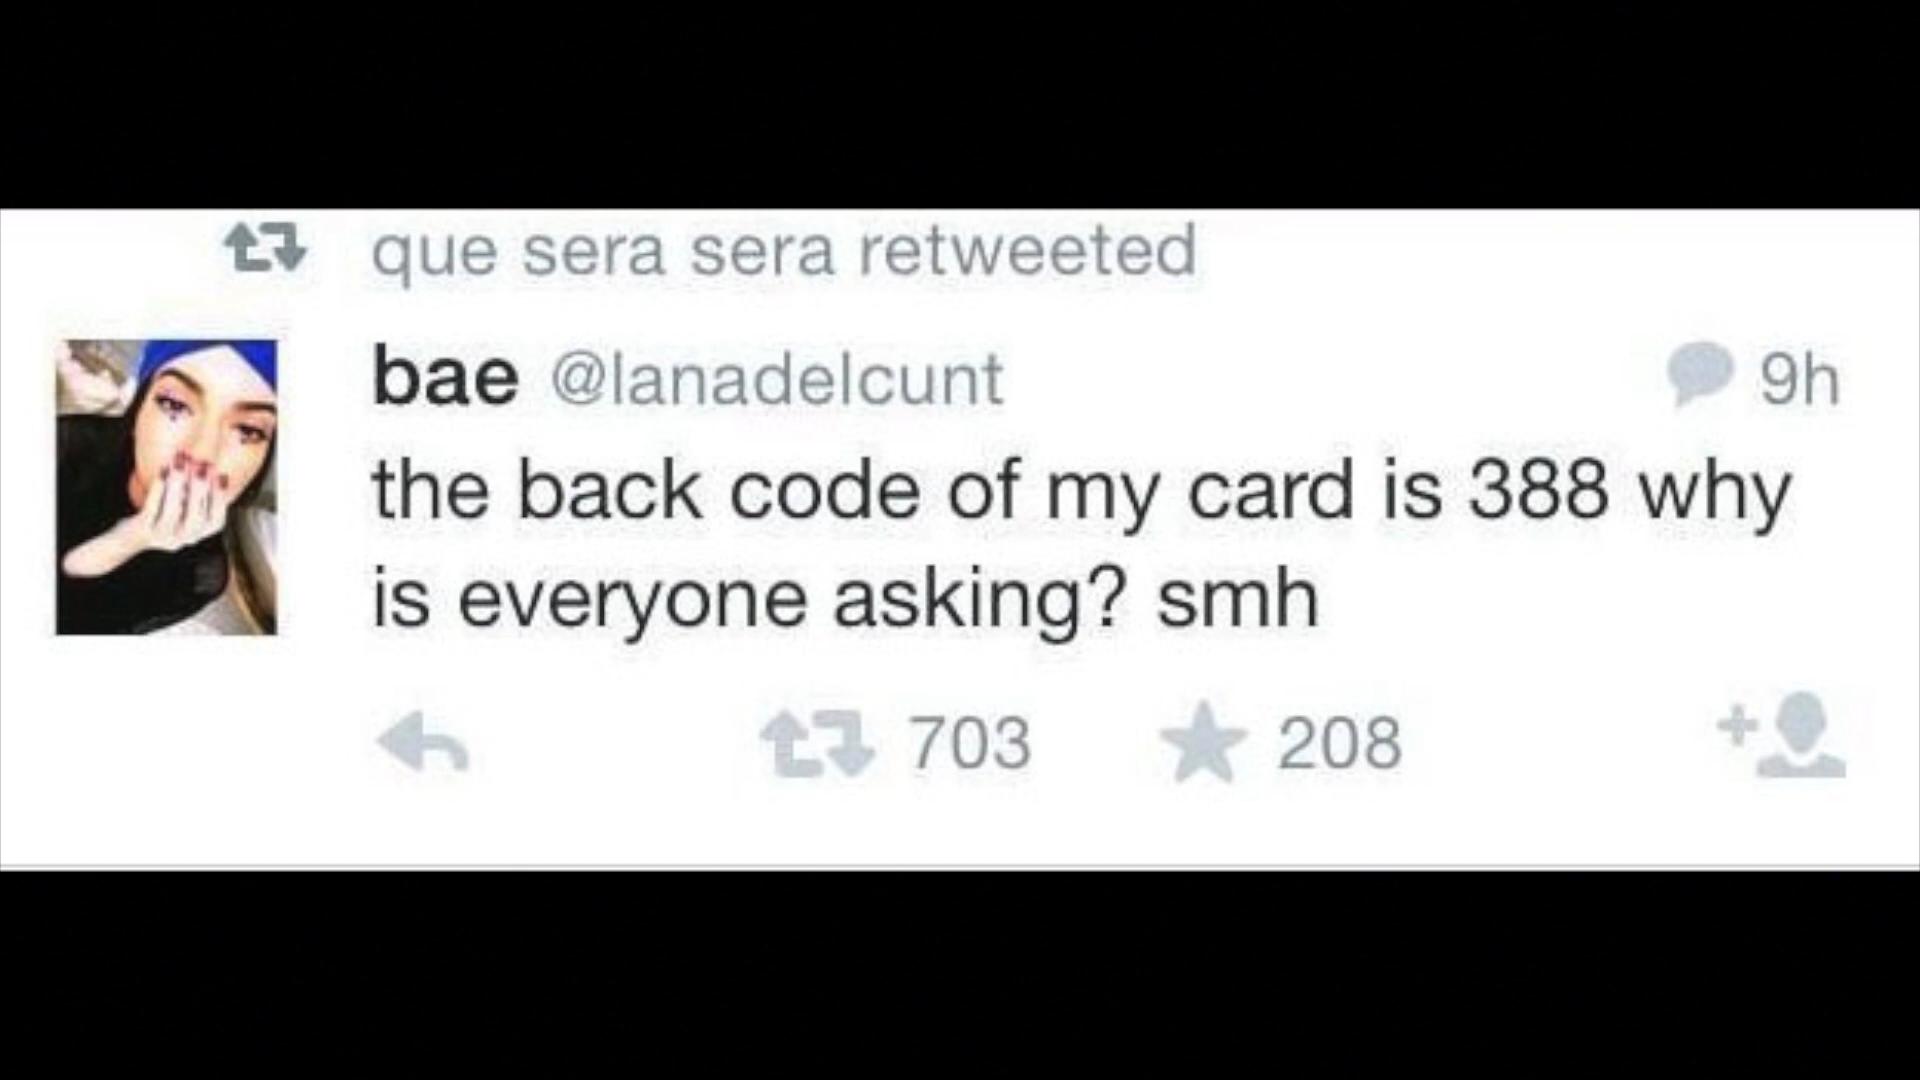 que sera sera retweeted
bae @lanadelcunt 9h
the back code of my card is 388 why
is everyone asking? smh
703 208